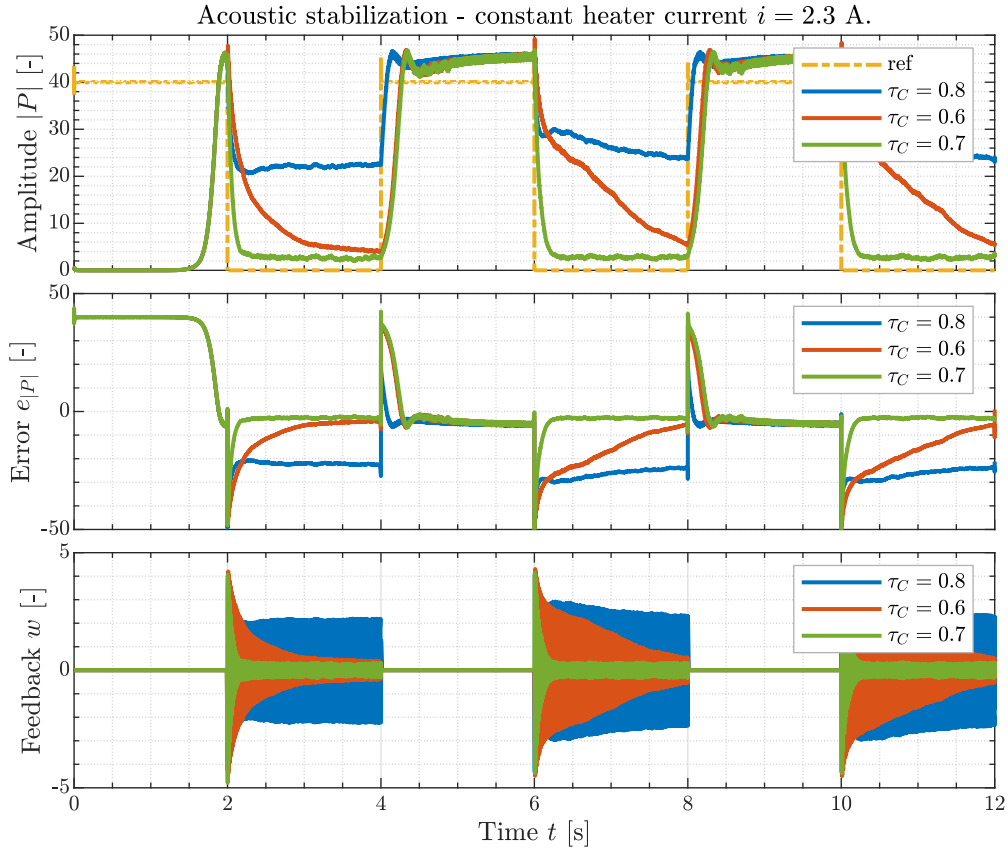 Acoustic stabilization - constant heater current i = 2.3 A.
Amplitude |P| [-]
50
40
30
20
10
0
ref
τ_C = 0.8
τ_C = 0.6
τ_C = 0.7
Error e_|P| [-]
50
0
-50
τ_C = 0.8
τ_C = 0.6
τ_C = 0.7
Feedback w [-]
5
0
-5
τ_C = 0.8
τ_C = 0.6
τ_C = 0.7
0 2 4 6 8 10 12
Time t [s]